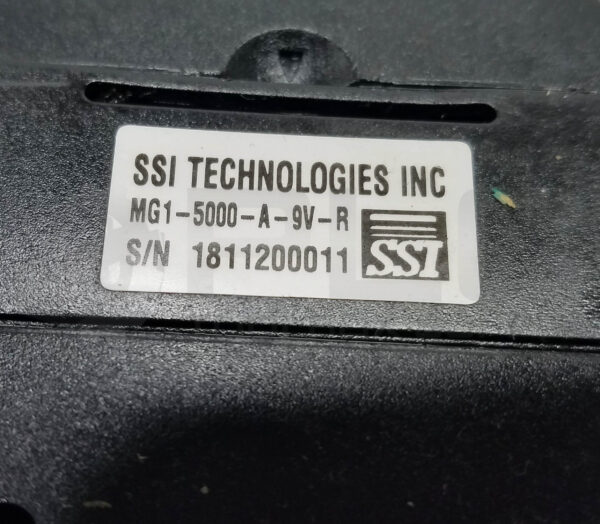 SSI TECHNOLOGIES INC
MG1-5000-A-9V-R
S/N 1811200011
SSI